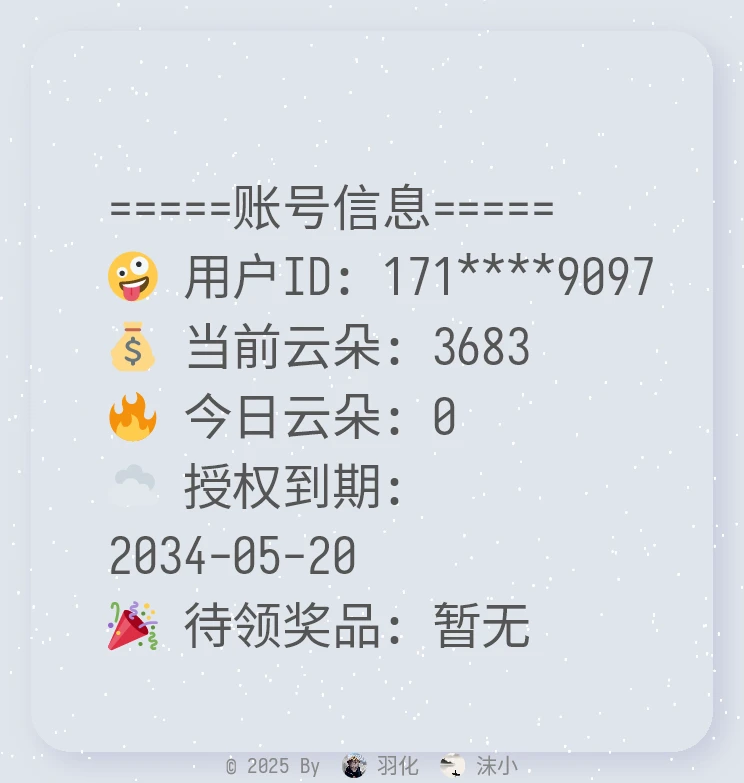 =====账号信息=====
🤪 用户ID: 171****9097
💰 当前云朵: 3683
🔥 今日云朵: 0
☁️ 授权到期:
2034-05-20
🎉 待领奖品: 暂无
© 2025 By 羽化 沫小